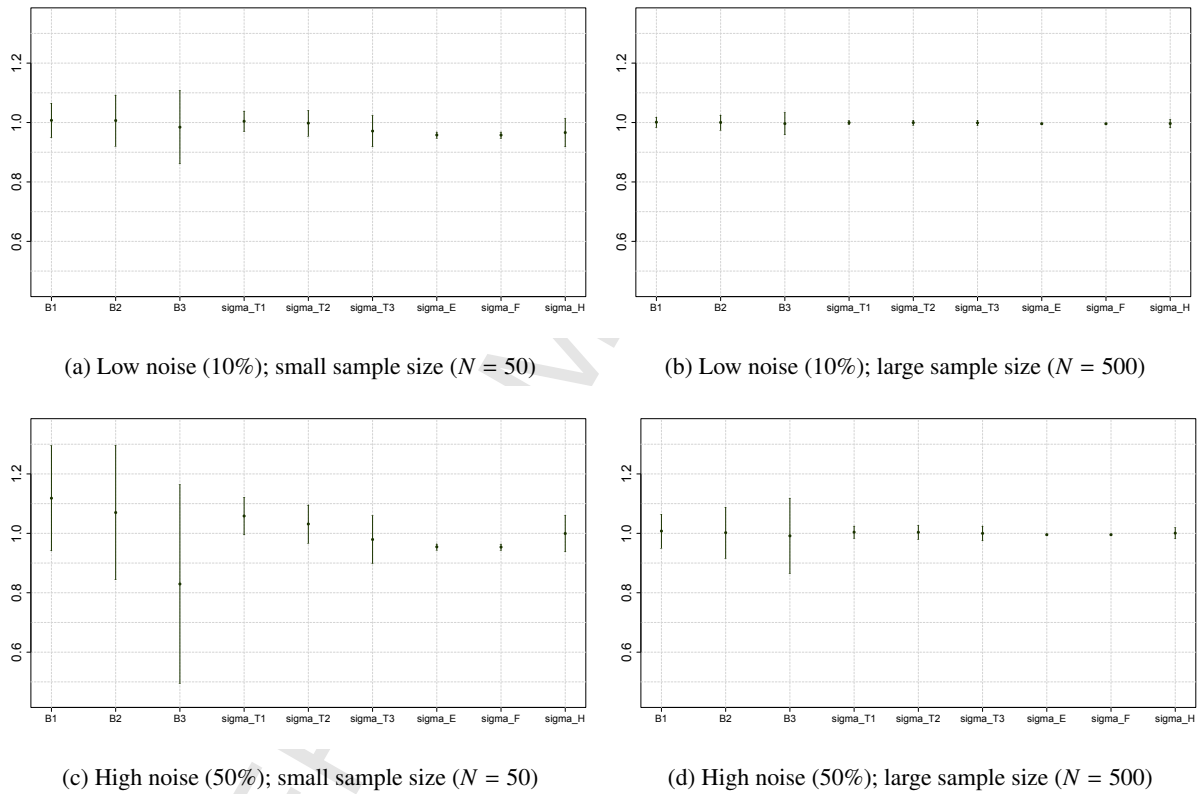 1.2
1.0
0.8
0.6
B1 B2 B3 sigma_T1 sigma_T2 sigma_T3 sigma_E sigma_F sigma_H
(a) Low noise (10%); small sample size (N = 50)
1.2
1.0
0.8
0.6
B1 B2 B3 sigma_T1 sigma_T2 sigma_T3 sigma_E sigma_F sigma_H
(b) Low noise (10%); large sample size (N = 500)
1.2
1.0
0.8
0.6
B1 B2 B3 sigma_T1 sigma_T2 sigma_T3 sigma_E sigma_F sigma_H
(c) High noise (50%); small sample size (N = 50)
1.2
1.0
0.8
0.6
B1 B2 B3 sigma_T1 sigma_T2 sigma_T3 sigma_E sigma_F sigma_H
(d) High noise (50%); large sample size (N = 500)